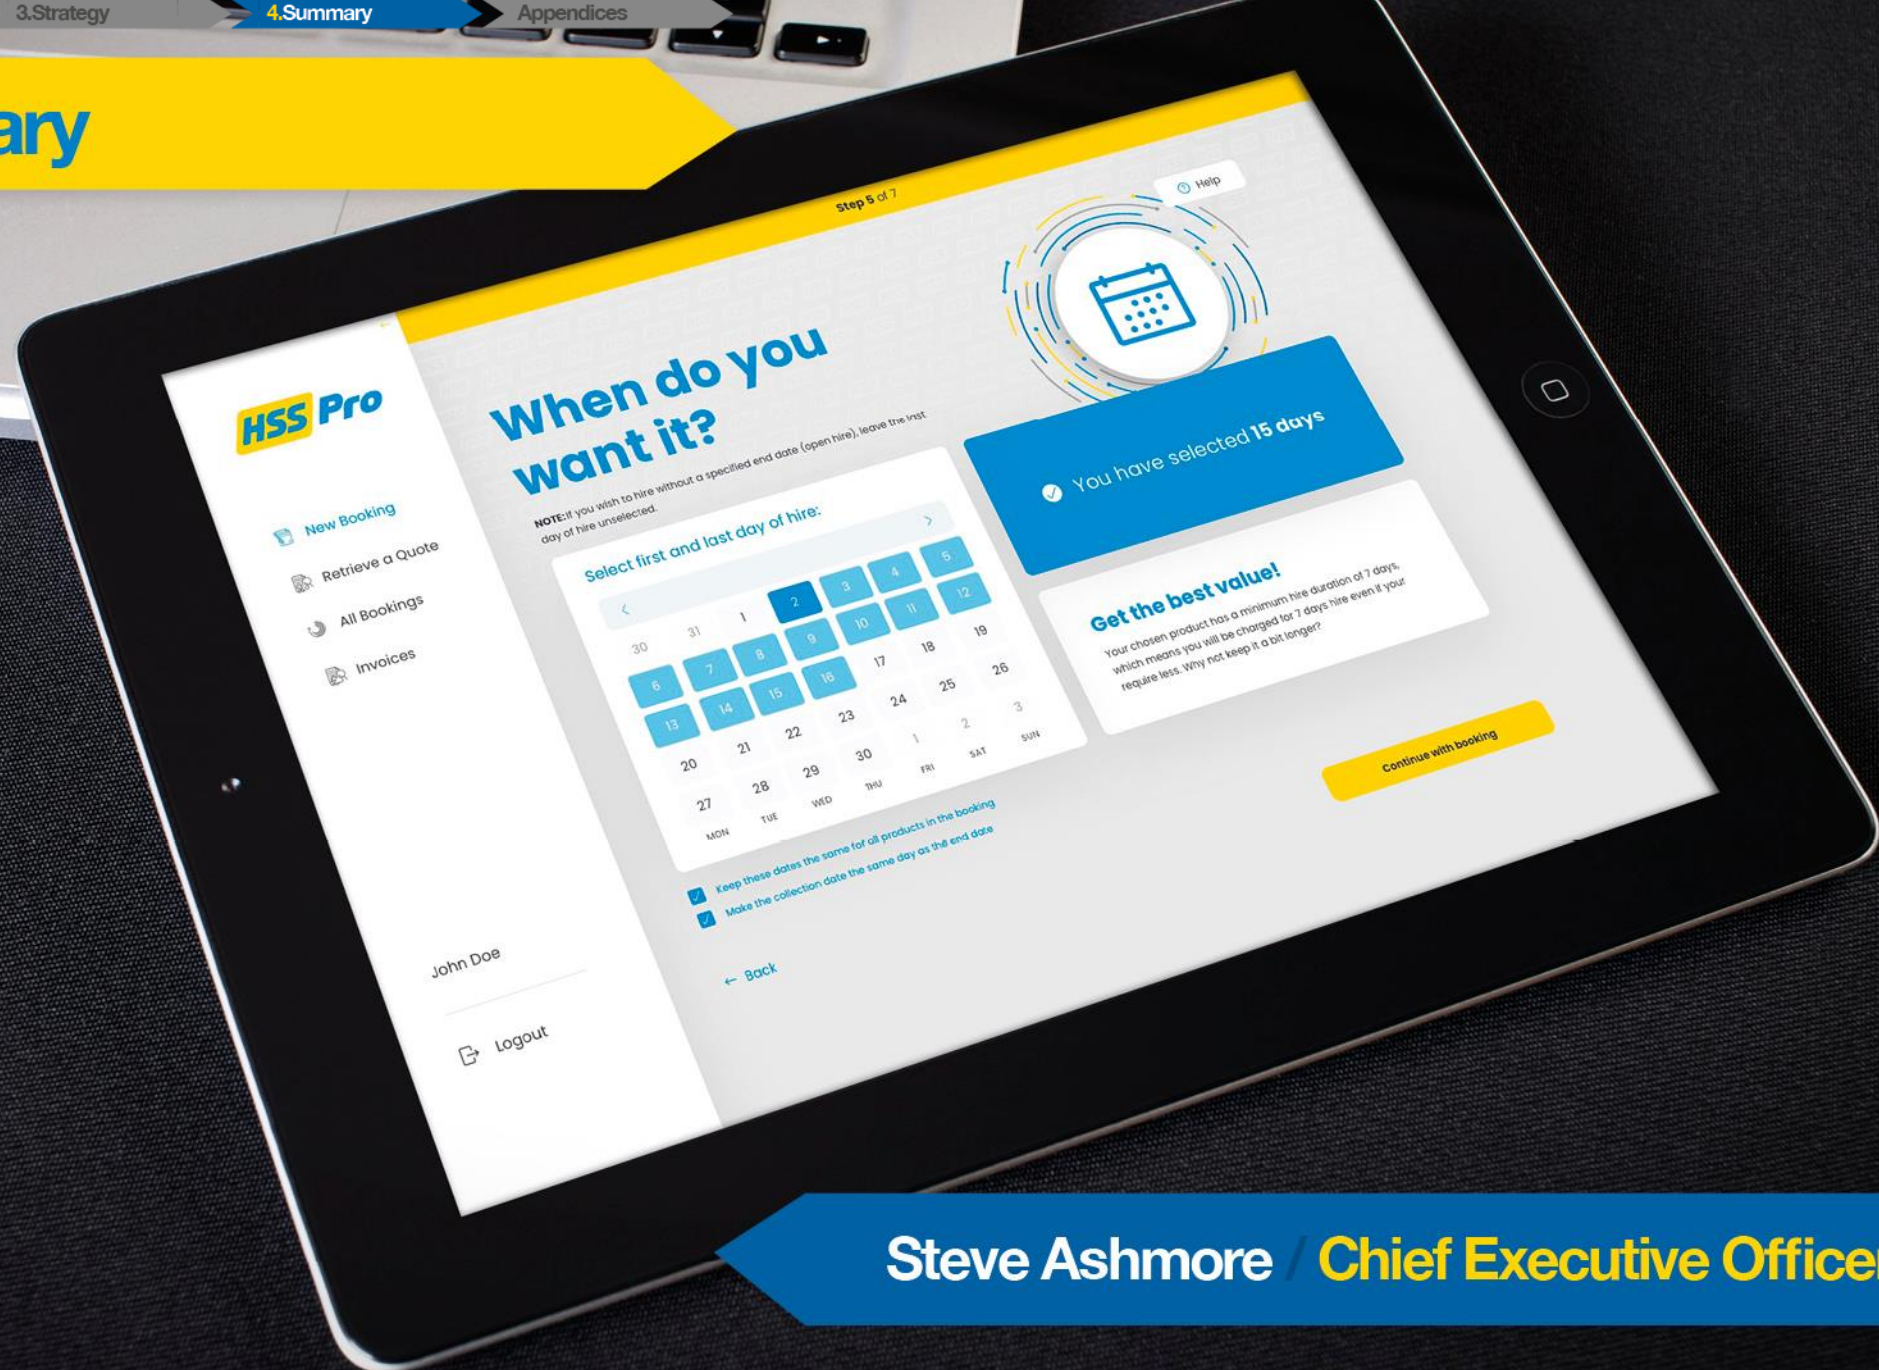 3.Strategy
4.Summary
Appendices
ary
Step 5 of 7
Help
HSS Pro
New Booking
Retrieve a Quote
All Bookings
Invoices
John Doe
Logout
When do you
want it?
NOTE: If you wish to hire without a specified end date (open hire), leave the last
day of hire unselected.
Select first and last day of hire:
30 31 1 2 3 4 5
6 7 8 9 10 11 12
13 14 15 16 17 18 19
20 21 22 23 24 25 26
27 28 29 30 1 2 3
MON TUE WED THU FRI SAT SUN
Keep these dates the same for all products in the booking
Make the collection date the same day as the end date
← Back
You have selected 15 days
Get the best value!
Your chosen product has a minimum hire duration of 7 days,
which means you will be charged for 7 days hire even if your
require less. Why not keep it a bit longer?
Continue with booking
Steve Ashmore / Chief Executive Officer